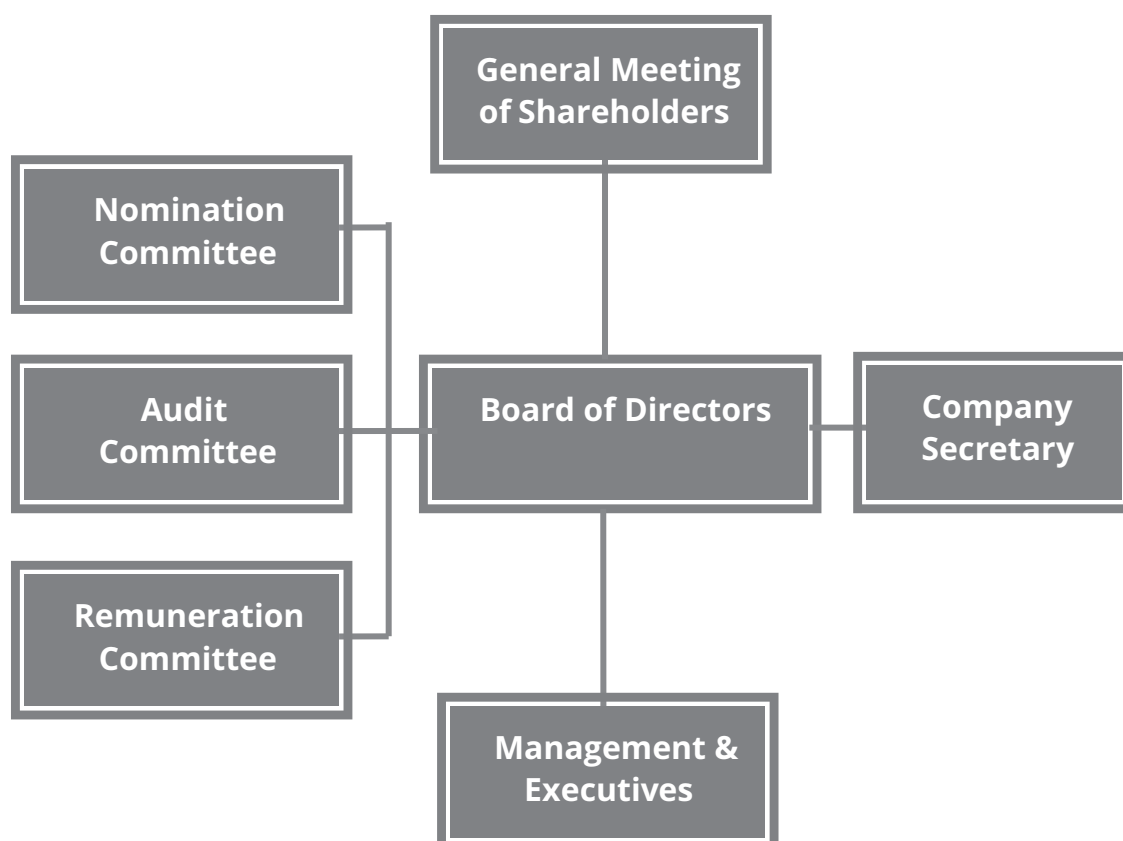 General Meeting
of Shareholders
Nomination
Committee
Audit
Committee
Board of Directors
Company
Secretary
Remuneration
Committee
Management &
Executives